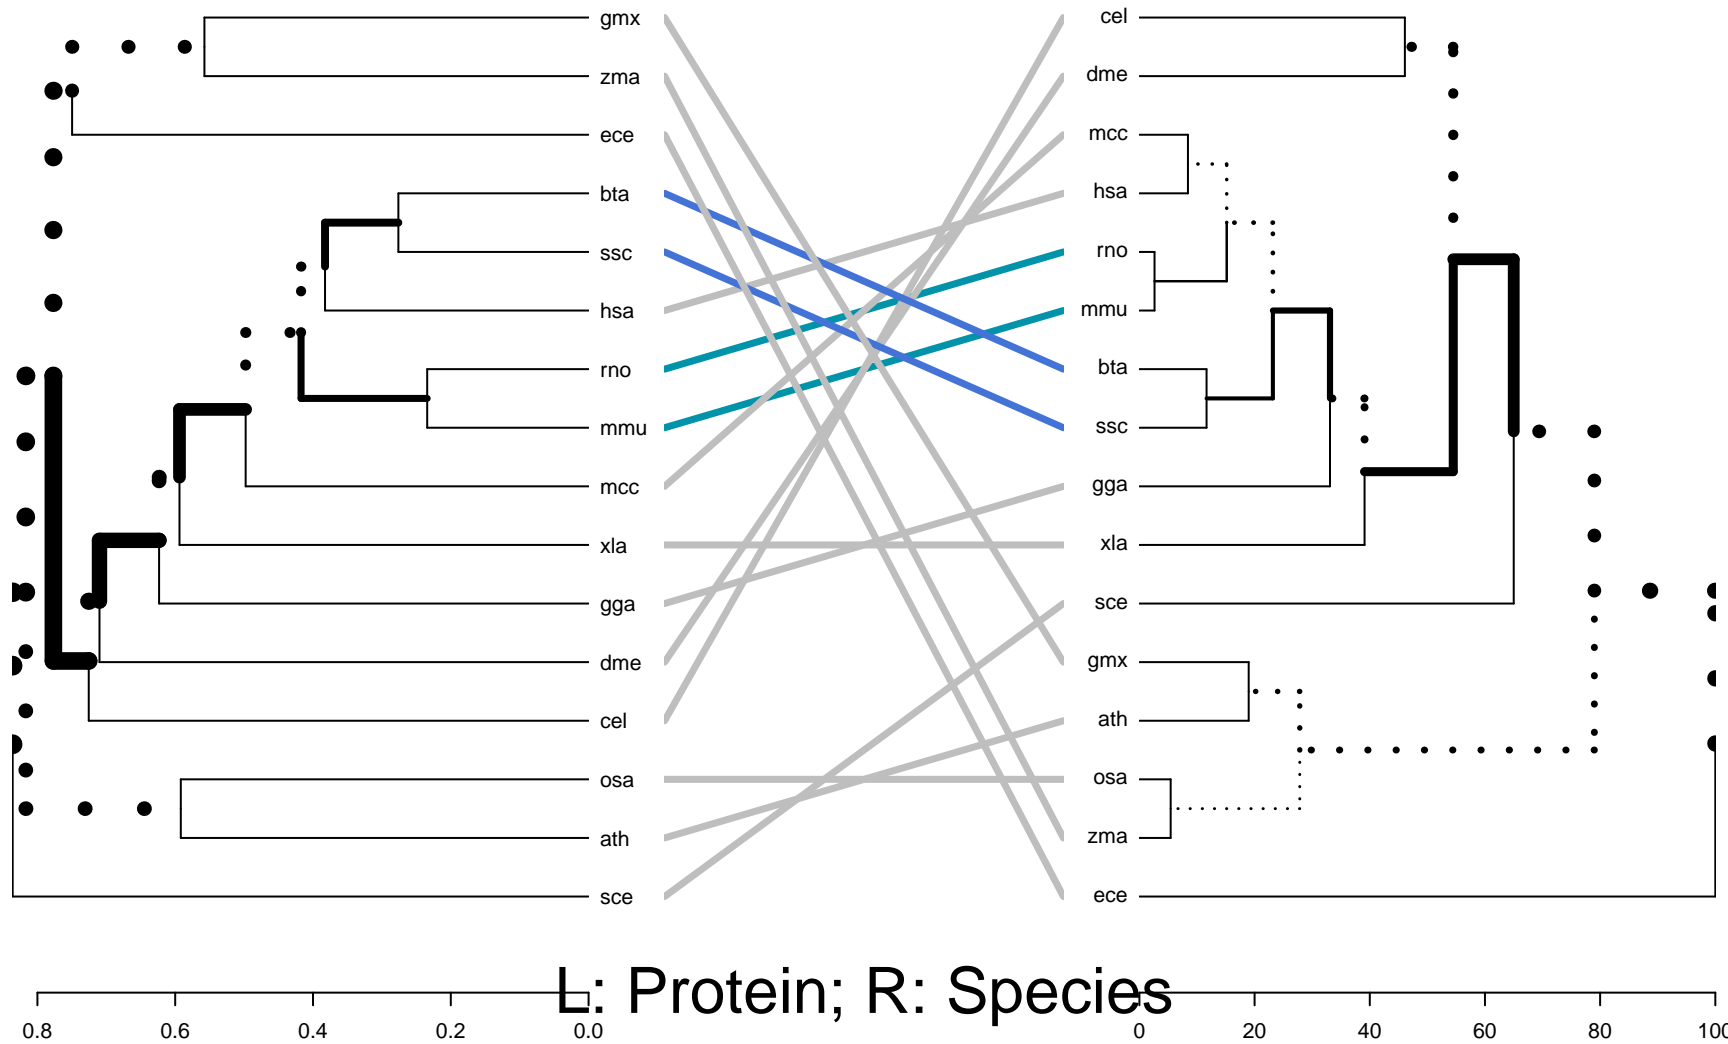 gmx cel
zma dme
ece mcc
bta hsa
ssc rno
hsa mmu
rno bta
mmu ssc
mcc gga
xla xla
gga sce
dme gmx
cel ath
osa osa
ath zma
sce ece
L: Protein; R: Species
0.8 0.6 0.4 0.2 0.0 0 20 40 60 80 100